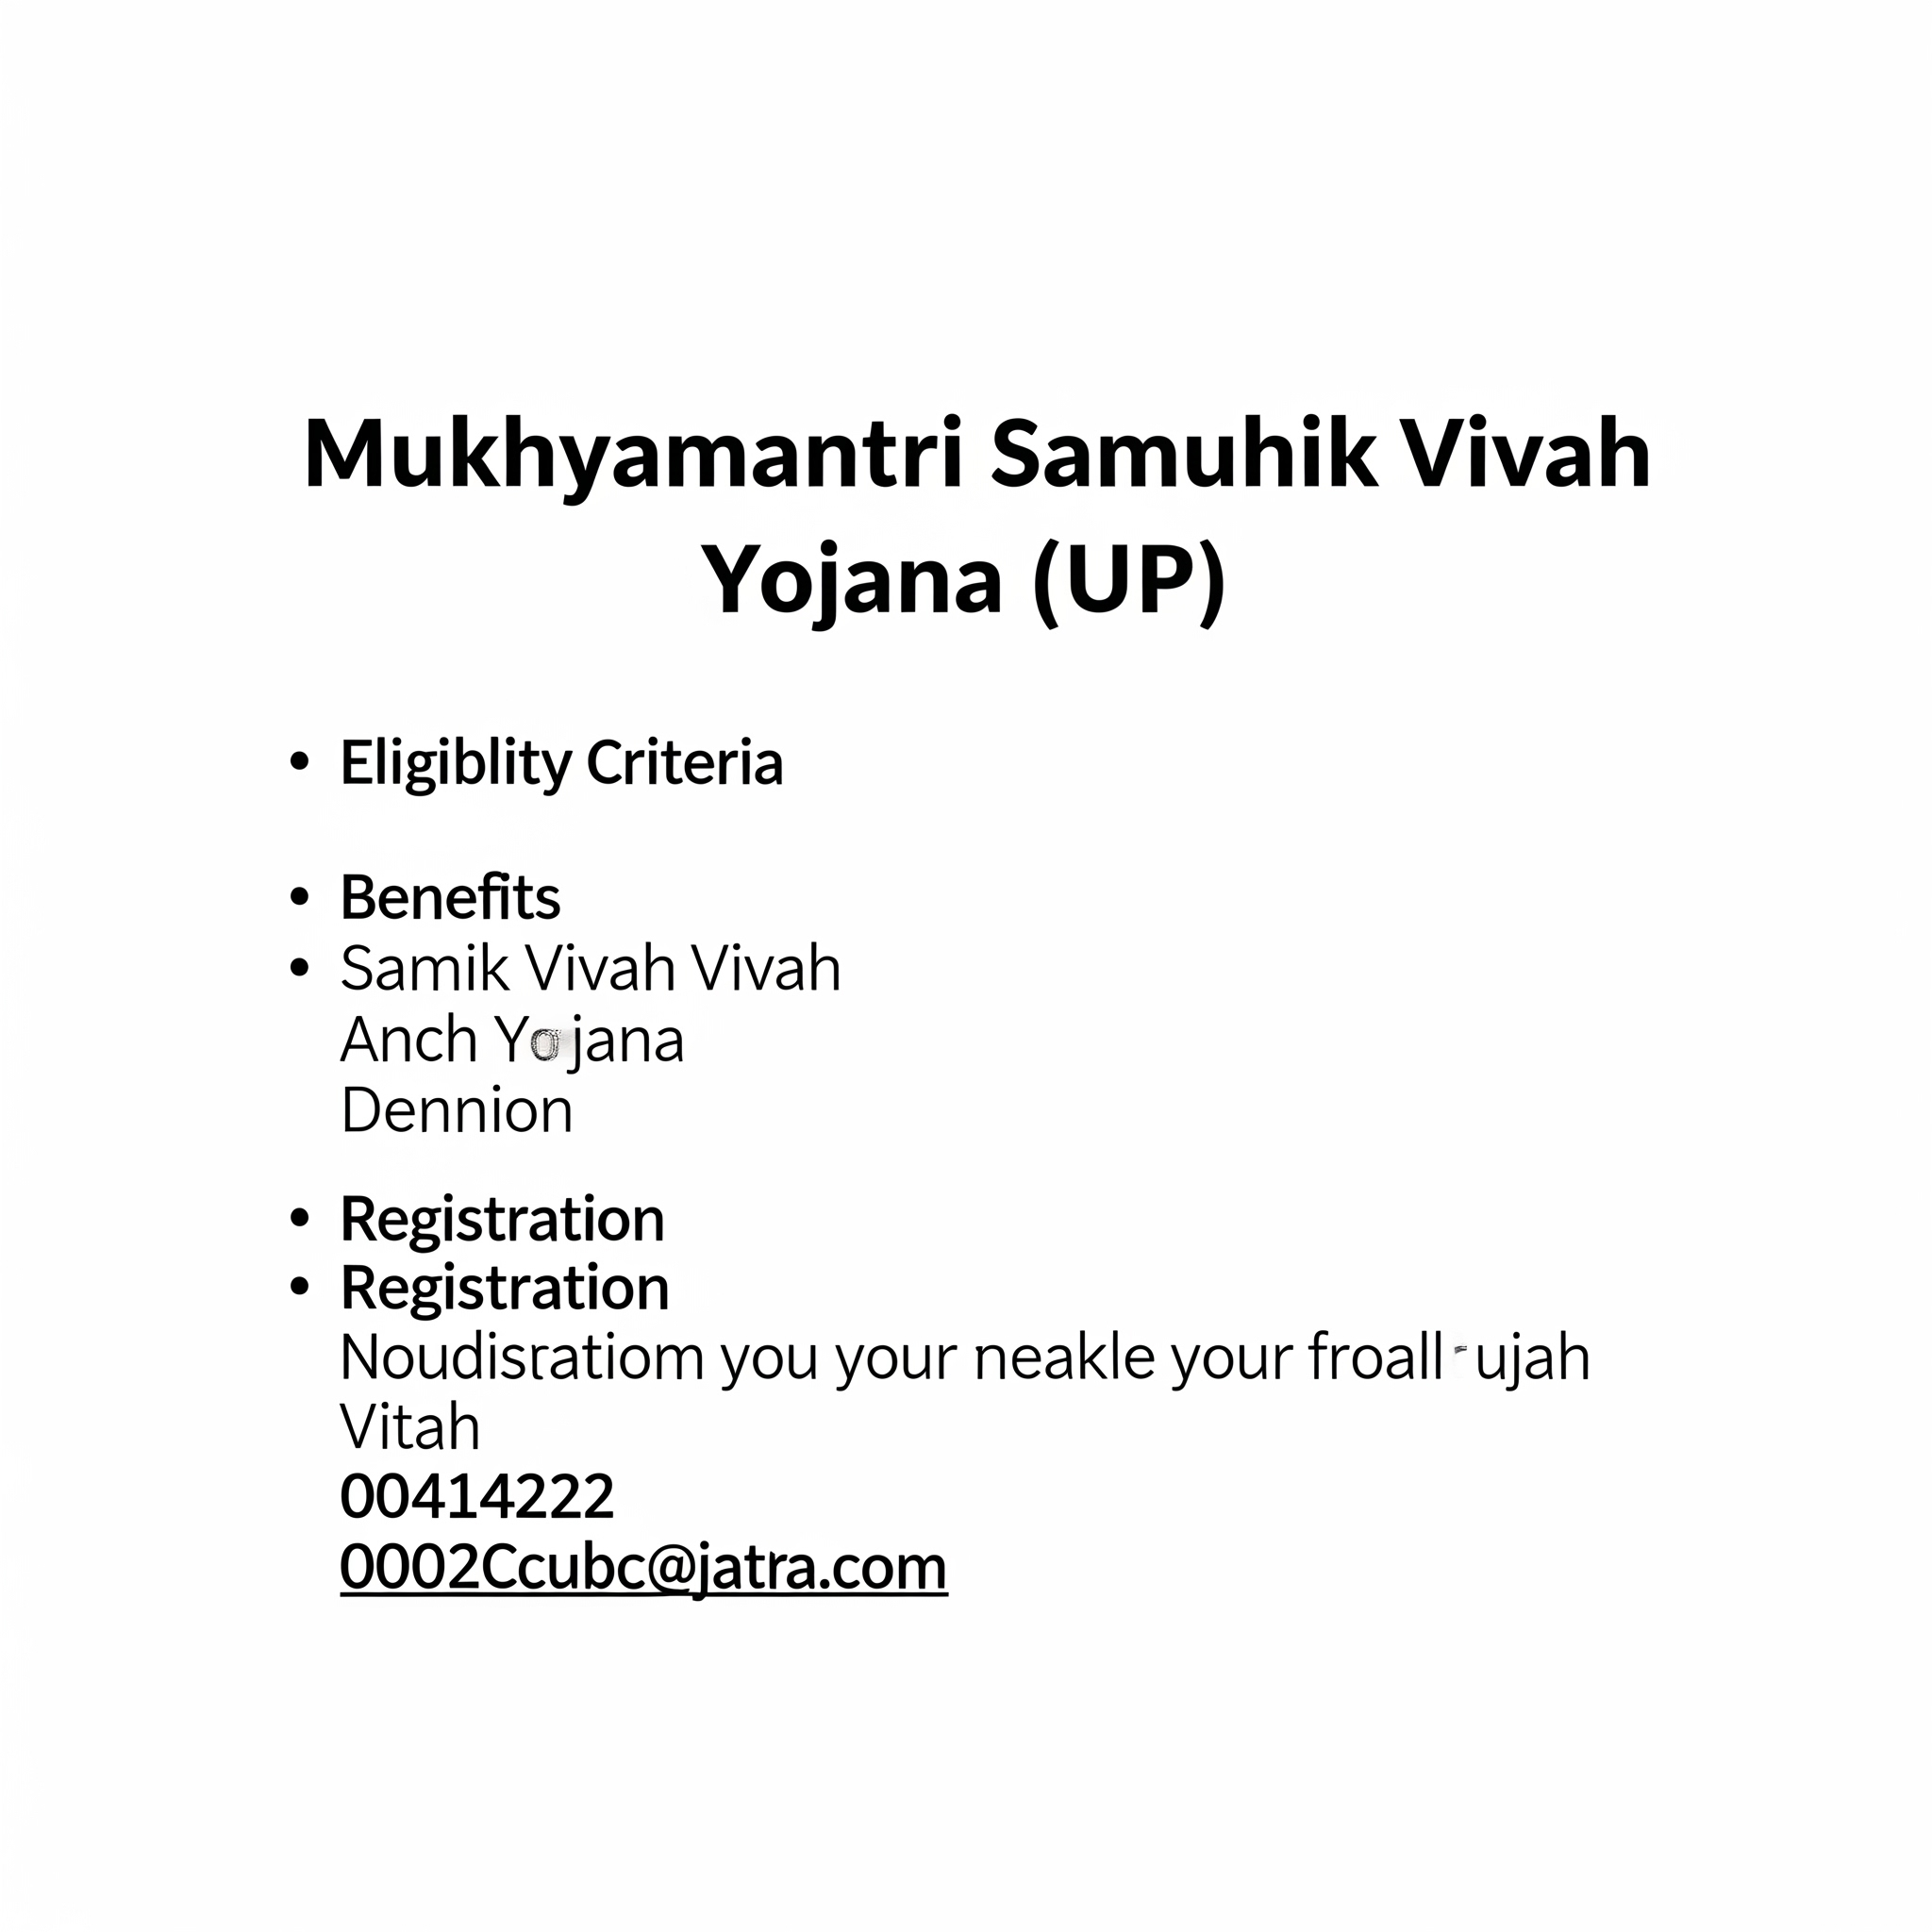 Mukhyamantri Samuhik Vivah
Yojana (UP)
• Eligiblity Criteria
• Benefits
• Samik Vivah Vivah
Anch Yojana
Dennion
• Registration
• Registration
Noudisratiom you your neakle your froall ujah
Vitah
00414222
0002Ccubc@jatra.com